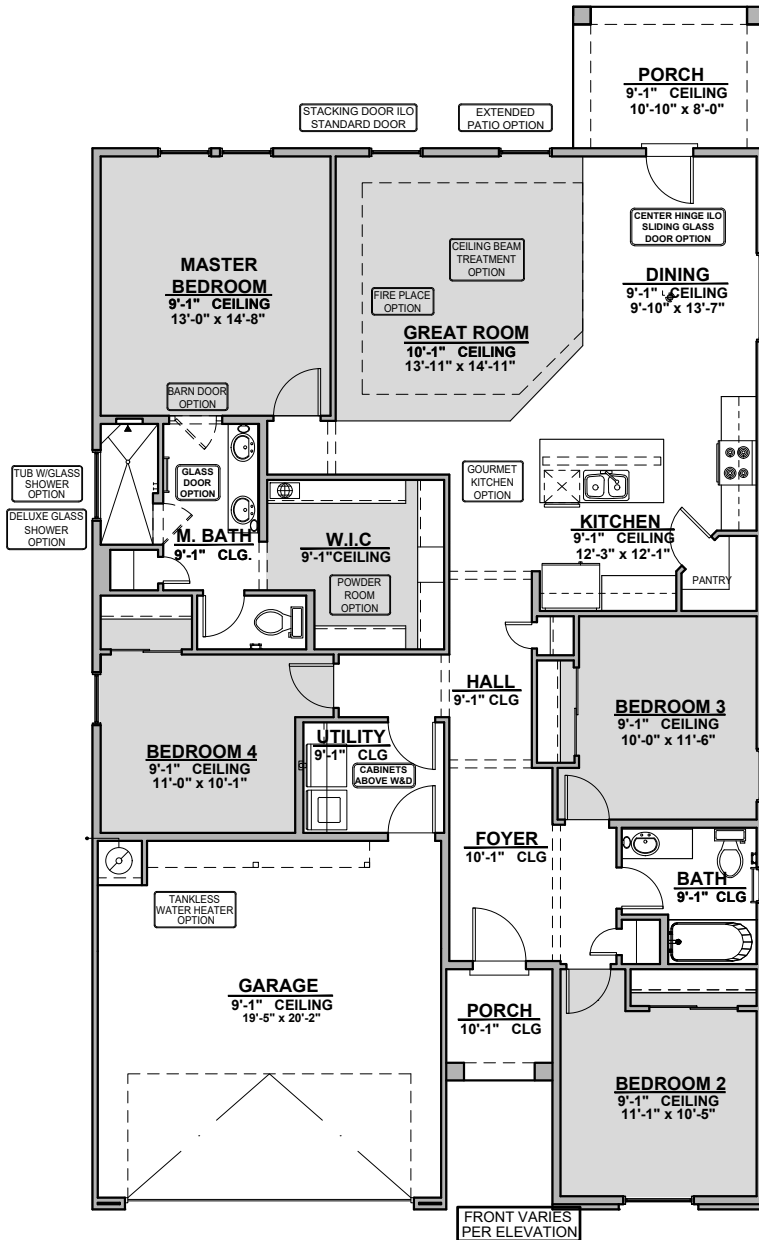 PORCH
9'-1" CEILING
10'-10" x 8'-0"
STACKING DOOR ILO
STANDARD DOOR
EXTENDED
PATIO OPTION
CENTER HINGE ILO
SLIDING GLASS
DOOR OPTION
CEILING BEAM
TREATMENT
OPTION
MASTER
BEDROOM
9'-1" CEILING
13'-0" x 14'-8"
DINING
9'-1" CEILING
9'-10" x 13'-7"
FIRE PLACE
OPTION
GREAT ROOM
10'-1" CEILING
13'-11" x 14'-11"
BARN DOOR
OPTION
TUB W/GLASS
SHOWER
OPTION
GLASS
DOOR
OPTION
GOURMET
KITCHEN
OPTION
DELUXE GLASS
SHOWER
OPTION
M. BATH
9'-1" CLG.
W.I.C
9'-1"CEILING
KITCHEN
9'-1" CEILING
12'-3" x 12'-1"
POWDER
ROOM
OPTION
PANTRY
HALL
9'-1" CLG
BEDROOM 3
9'-1" CEILING
10'-0" x 11'-6"
BEDROOM 4
9'-1" CEILING
11'-0" x 10'-1"
UTILITY
9'-1" CLG
CABINETS
ABOVE W&D
FOYER
10'-1" CLG
BATH
9'-1" CLG
TANKLESS
WATER HEATER
OPTION
GARAGE
9'-1" CEILING
19'-5" x 20'-2"
PORCH
10'-1" CLG
BEDROOM 2
9'-1" CEILING
11'-1" x 10'-5"
FRONT VARIES
PER ELEVATION